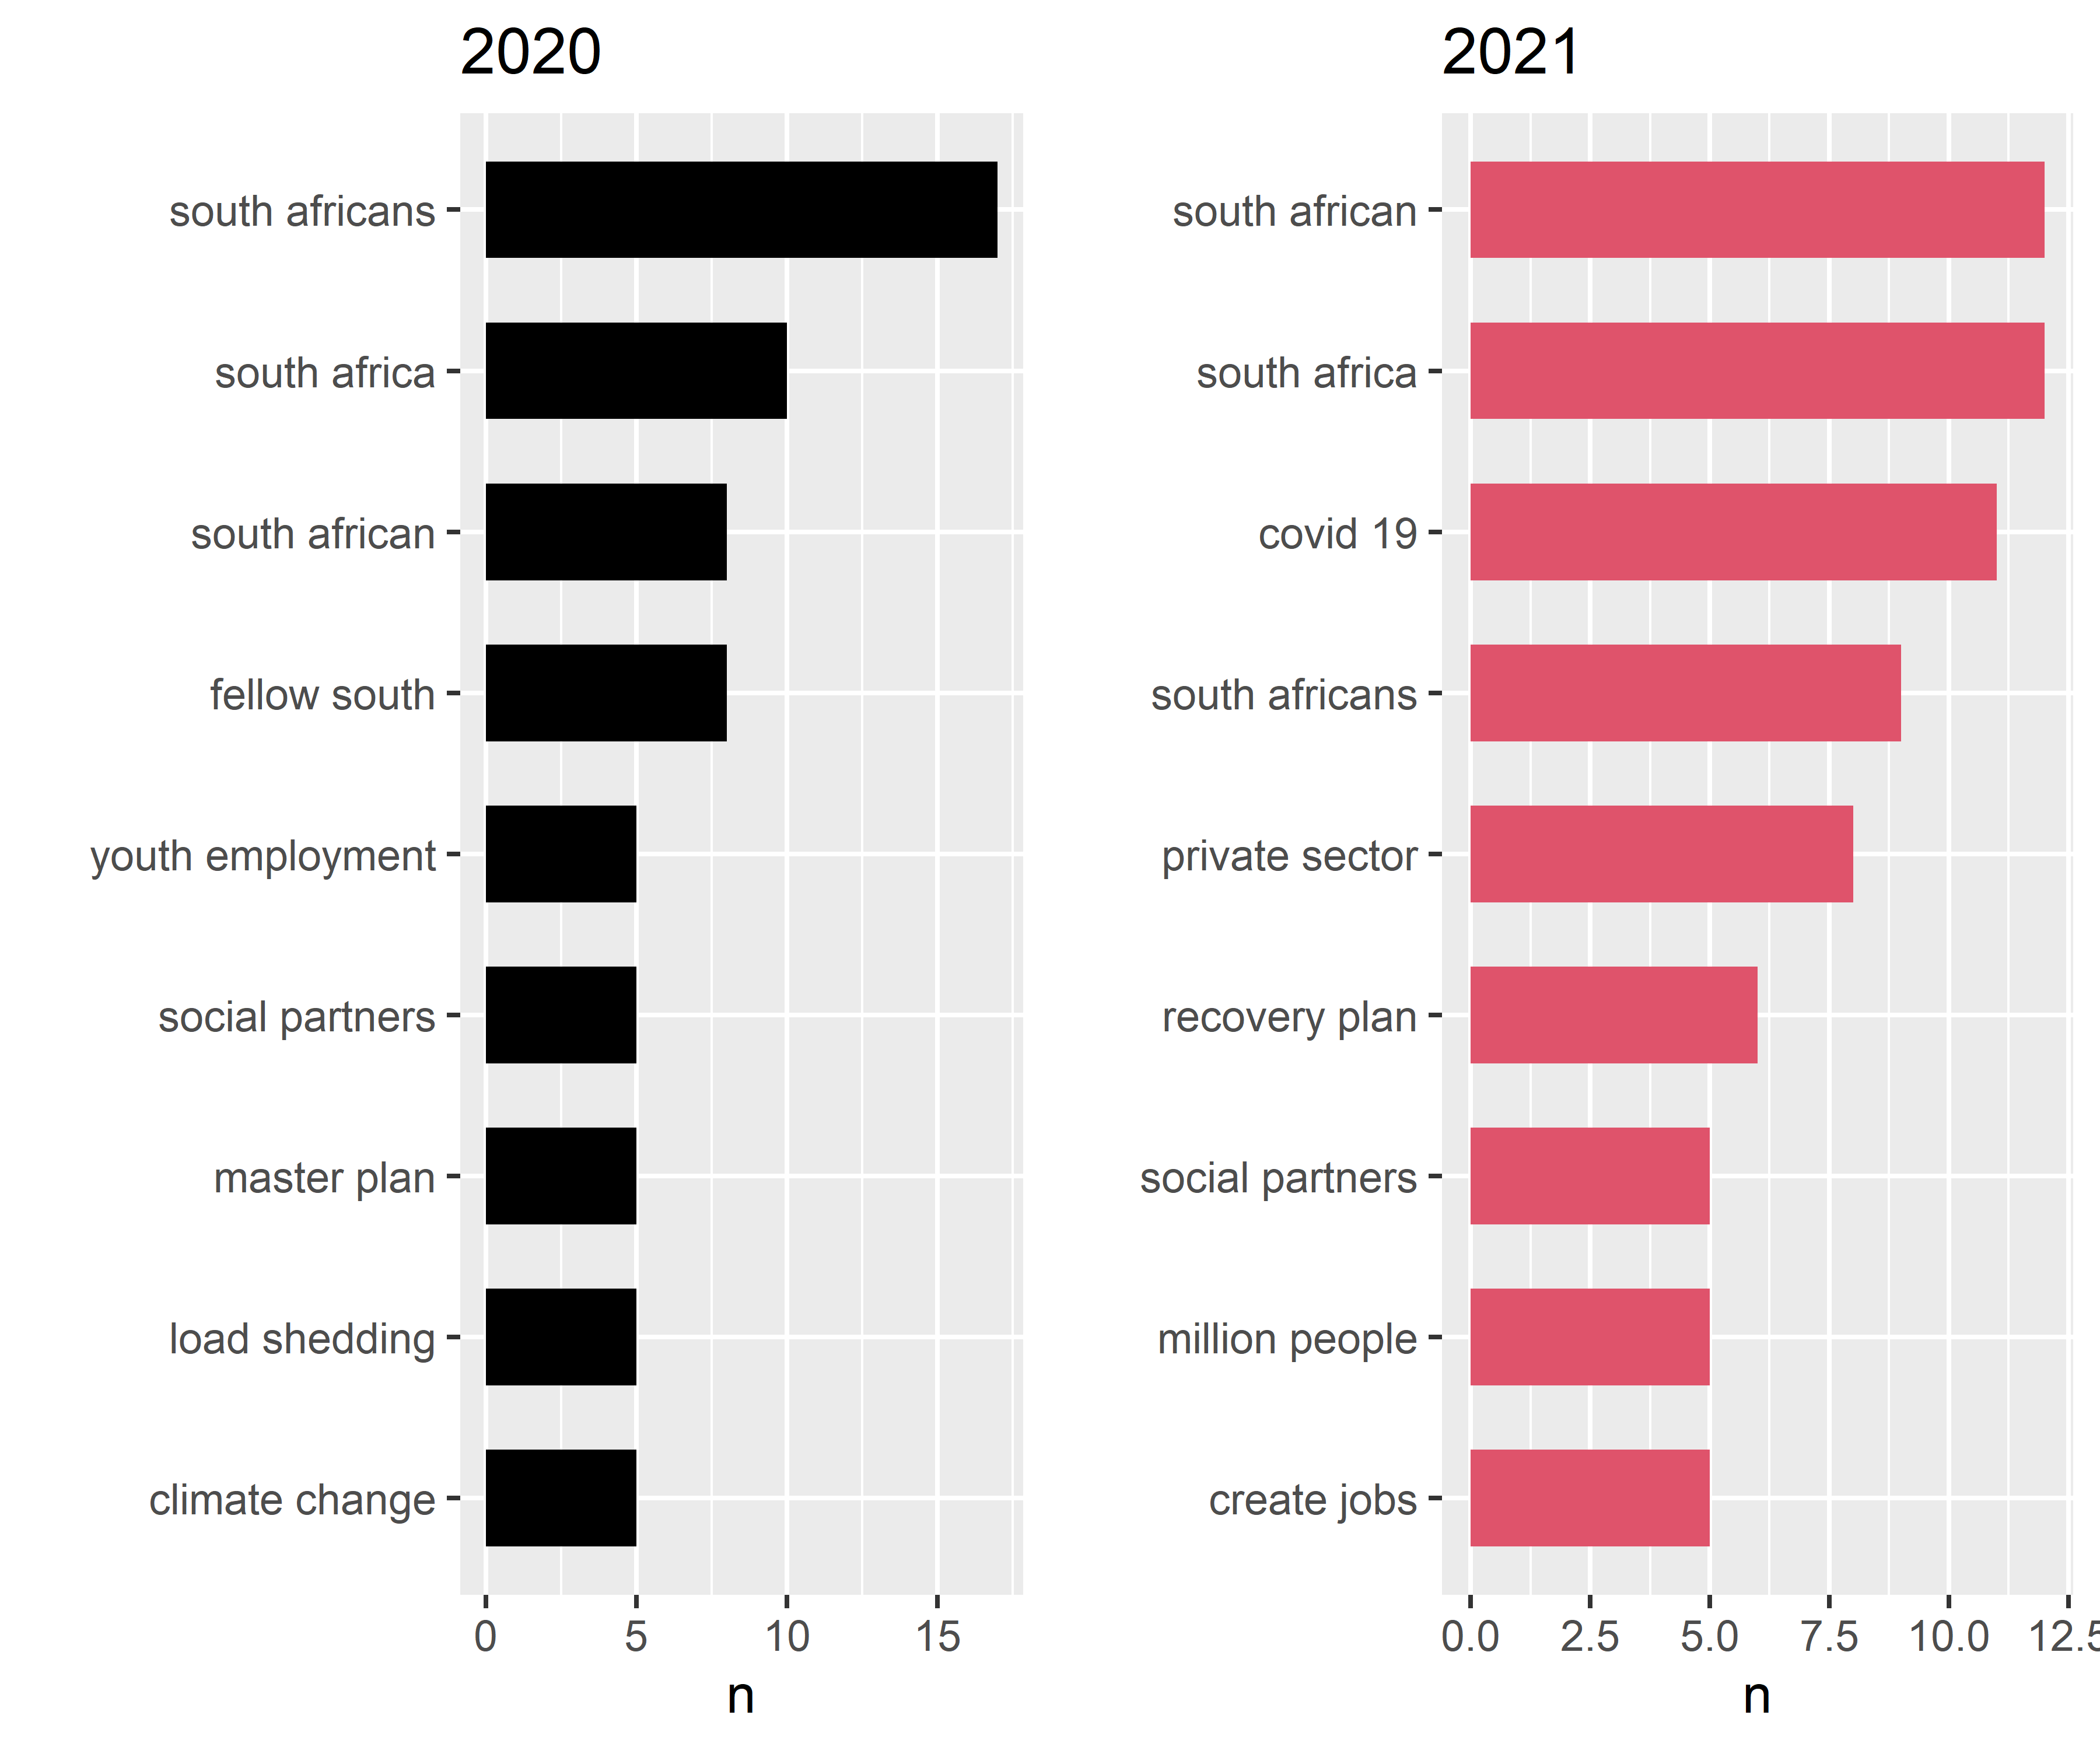 2020
south africans
south africa
south african
fellow south
youth employment
social partners
master plan
load shedding
climate change
0 5 10 15
n
2021
south african
south africa
covid 19
south africans
private sector
recovery plan
social partners
million people
create jobs
0.0 2.5 5.0 7.5 10.0 12.5
n